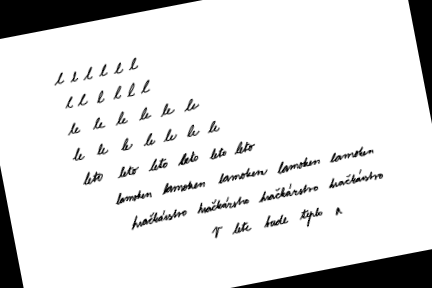 l l l l l l
l l l l l l
le le le le le le
le le le le le le le
leto leto leto leto leto leto
lamoken lamoken lamoken lamoken lamoken
hračkárstvo hračkárstvo hračkárstvo hračkárstvo
V lete bude teplo a